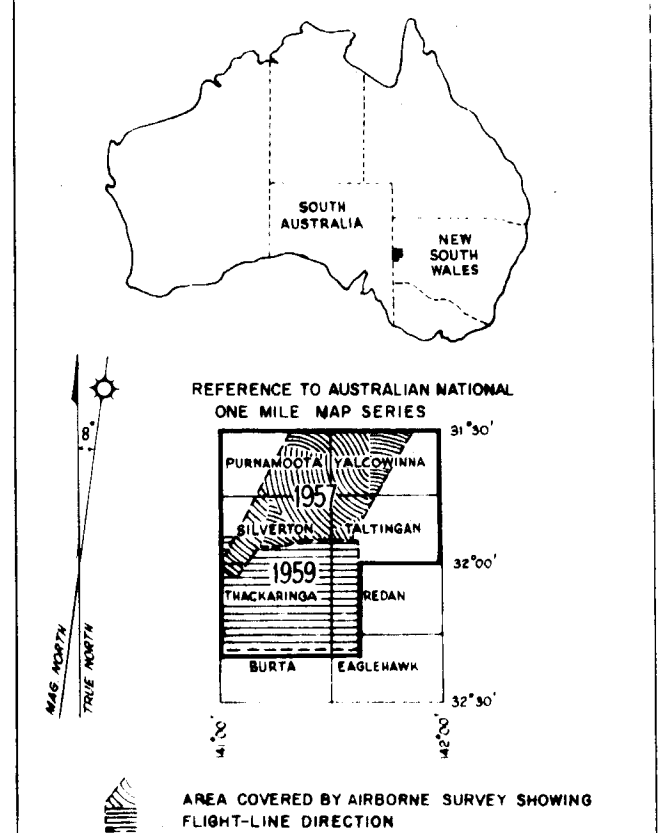 SOUTH
AUSTRALIA
NEW
SOUTH
WALES
8°
MAG. NORTH
TRUE NORTH
REFERENCE TO AUSTRALIAN NATIONAL
ONE MILE MAP SERIES
31°30'
PURNAMOOTA YALCOWINNA
1957
SILVERTON TALTINGAN
32°00'
1959
THACKARINGA REDAN
BURTA EAGLEHAWK
32°30'
141°00'
142°00'
AREA COVERED BY AIRBORNE SURVEY SHOWING
FLIGHT-LINE DIRECTION